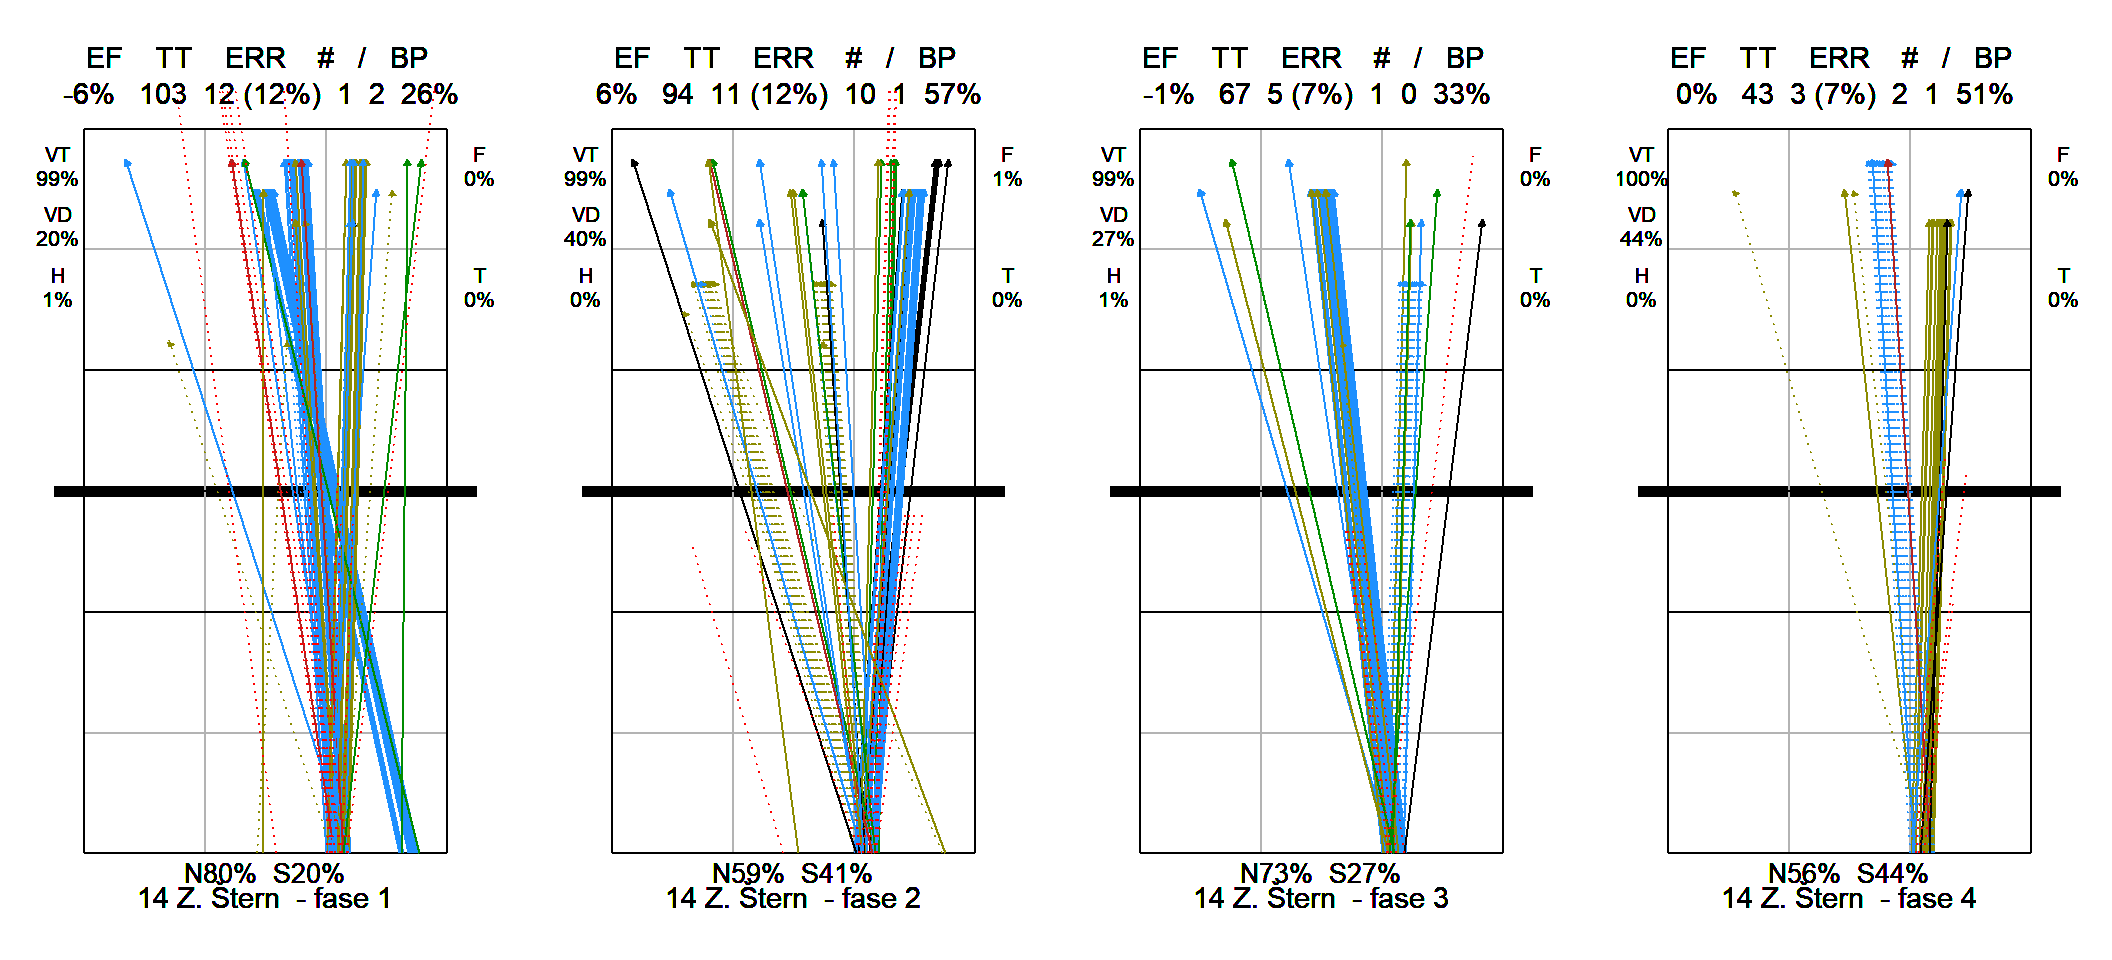 EF TT ERR # / BP
-6% 103 12 (12%) 1 2 26%
VT
99%
F
0%
VD
20%
H
1%
T
0%
N80% S20%
14 Z. Štern - fase 1
EF TT ERR # / BP
6% 94 11 (12%) 10 1 57%
VT
99%
F
1%
VD
40%
H
0%
T
0%
N59% S41%
14 Z. Štern - fase 2
EF TT ERR # / BP
-1% 67 5 (7%) 1 0 33%
VT
99%
F
0%
VD
27%
H
1%
T
0%
N73% S27%
14 Z. Štern - fase 3
EF TT ERR # / BP
0% 43 3 (7%) 2 1 51%
VT
100%
F
0%
VD
44%
H
0%
T
0%
N56% S44%
14 Z. Štern - fase 4